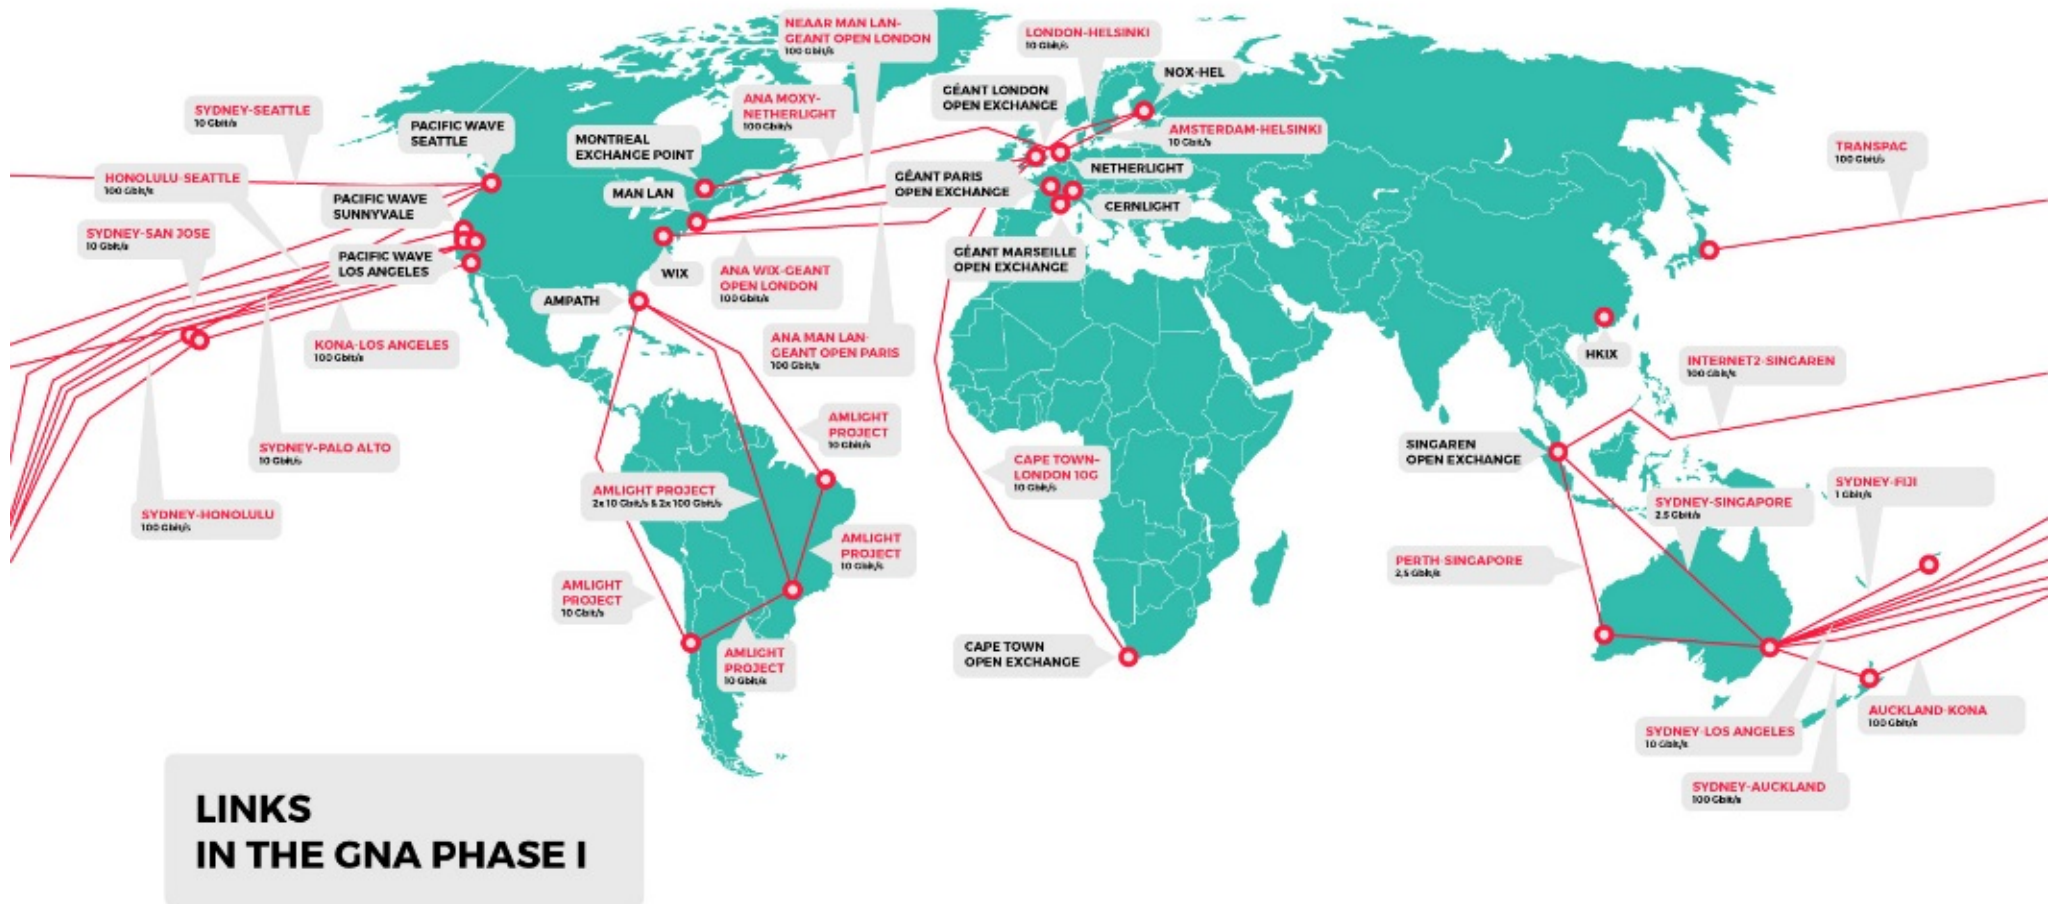 NEAAR MAN LAN-
GEANT OPEN LONDON
100 Gbit/s
LONDON-HELSINKI
10 Gbit/s
NOX-HEL
GÉANT LONDON
OPEN EXCHANGE
SYDNEY-SEATTLE
10 Gbit/s
ANA MOXY-
NETHERLIGHT
100 Gbit/s
PACIFIC WAVE
SEATTLE
MONTREAL
EXCHANGE POINT
AMSTERDAM-HELSINKI
10 Gbit/s
TRANSPAC
100 Gbit/s
HONOLULU-SEATTLE
100 Gbit/s
PACIFIC WAVE
SUNNYVALE
MAN LAN
GÉANT PARIS
OPEN EXCHANGE
NETHERLIGHT
CERNLIGHT
SYDNEY-SAN JOSE
10 Gbit/s
PACIFIC WAVE
LOS ANGELES
WIX
ANA WIX-GEANT
OPEN LONDON
100 Gbit/s
GÉANT MARSEILLE
OPEN EXCHANGE
AMPATH
KONA-LOS ANGELES
100 Gbit/s
ANA MAN LAN-
GEANT OPEN PARIS
100 Gbit/s
HKIX
INTERNET2-SINGAREN
100 Gbit/s
SYDNEY-PALO ALTO
10 Gbit/s
AMLIGHT
PROJECT
10 Gbit/s
SINGAREN
OPEN EXCHANGE
CAPE TOWN-
LONDON 10G
10 Gbit/s
AMLIGHT PROJECT
2x 10 Gbit/s & 2x 100 Gbit/s
SYDNEY-SINGAPORE
2.5 Gbit/s
SYDNEY-FIJI
1 Gbit/s
SYDNEY-HONOLULU
100 Gbit/s
AMLIGHT
PROJECT
10 Gbit/s
PERTH-SINGAPORE
2,5 Gbit/s
AMLIGHT
PROJECT
10 Gbit/s
AMLIGHT
PROJECT
10 Gbit/s
CAPE TOWN
OPEN EXCHANGE
AUCKLAND-KONA
100 Gbit/s
SYDNEY-LOS ANGELES
10 Gbit/s
SYDNEY-AUCKLAND
100 Gbit/s
LINKS
IN THE GNA PHASE I